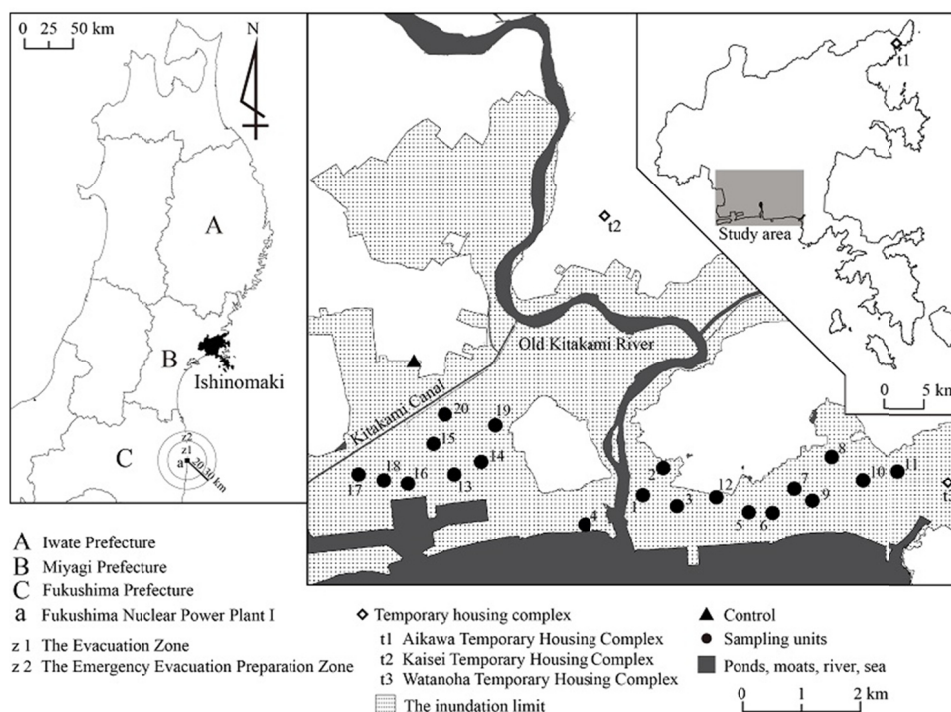 0 25 50 km
N
A
B
Ishinomaki
C
z2
z1
a
20 30 km
t1
Study area
0 5 km
t2
Old Kitakami River
Kitakami Canal
20
19
15
14
17
18
16
13
4
2
1
3
12
5
6
7
9
8
10
11
t
A Iwate Prefecture
B Miyagi Prefecture
C Fukushima Prefecture
a Fukushima Nuclear Power Plant I
z 1 The Evacuation Zone
z 2 The Emergency Evacuation Preparation Zone
Temporary housing complex
t1 Aikawa Temporary Housing Complex
t2 Kaisei Temporary Housing Complex
t3 Watanoha Temporary Housing Complex
The inundation limit
Control
Sampling units
Ponds, moats, river, sea
0 1 2 km